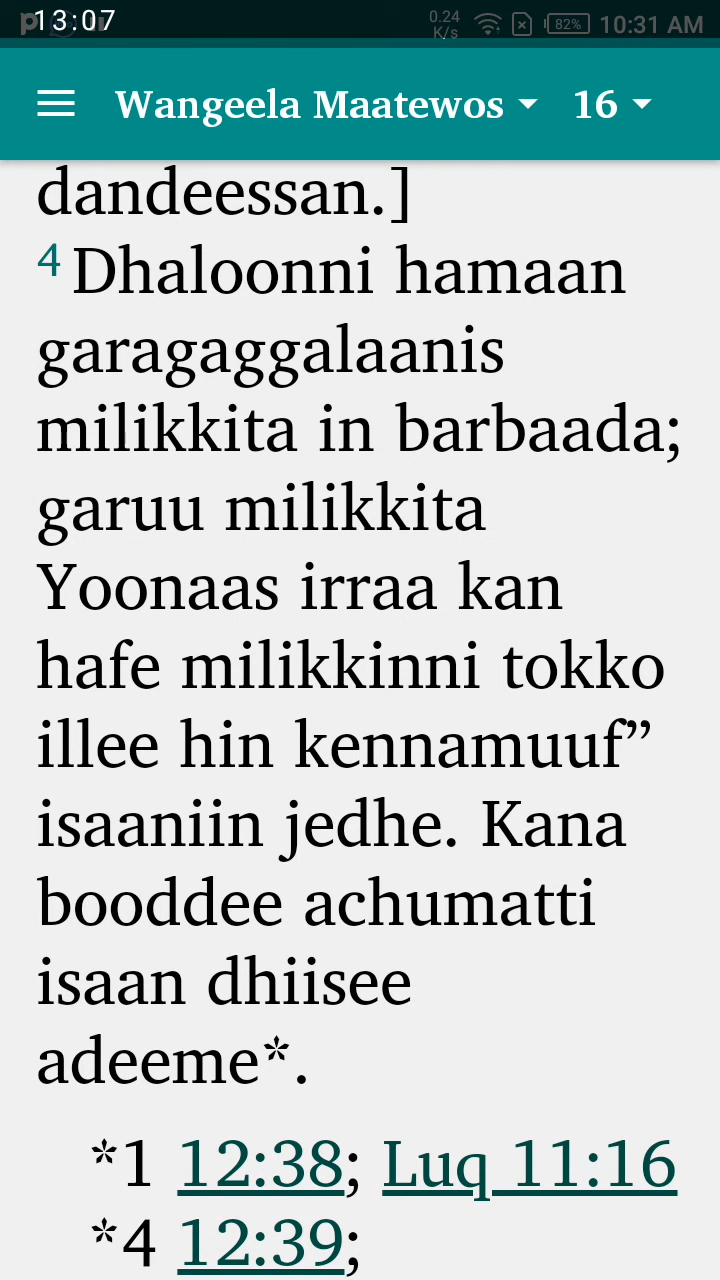 13:07
0.24 K/s 82% 10:31 AM
Wangeela Maatewos 16
dandeessan.]
4 Dhaloonni hamaan
garagaggalaanis
milikkita in barbaada;
garuu milikkita
Yoonaas irraa kan
hafe milikkinni tokko
illee hin kennamuuf”
isaaniin jedhe. Kana
booddee achumatti
isaan dhiisee
adeeme*.
*1 12:38; Luq 11:16
*4 12:39;